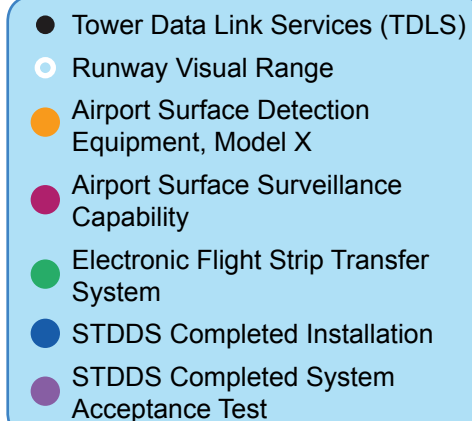 Tower Data Link Services (TDLS)
Runway Visual Range
Airport Surface Detection
Equipment, Model X
Airport Surface Surveillance
Capability
Electronic Flight Strip Transfer
System
STDDS Completed Installation
STDDS Completed System
Acceptance Test